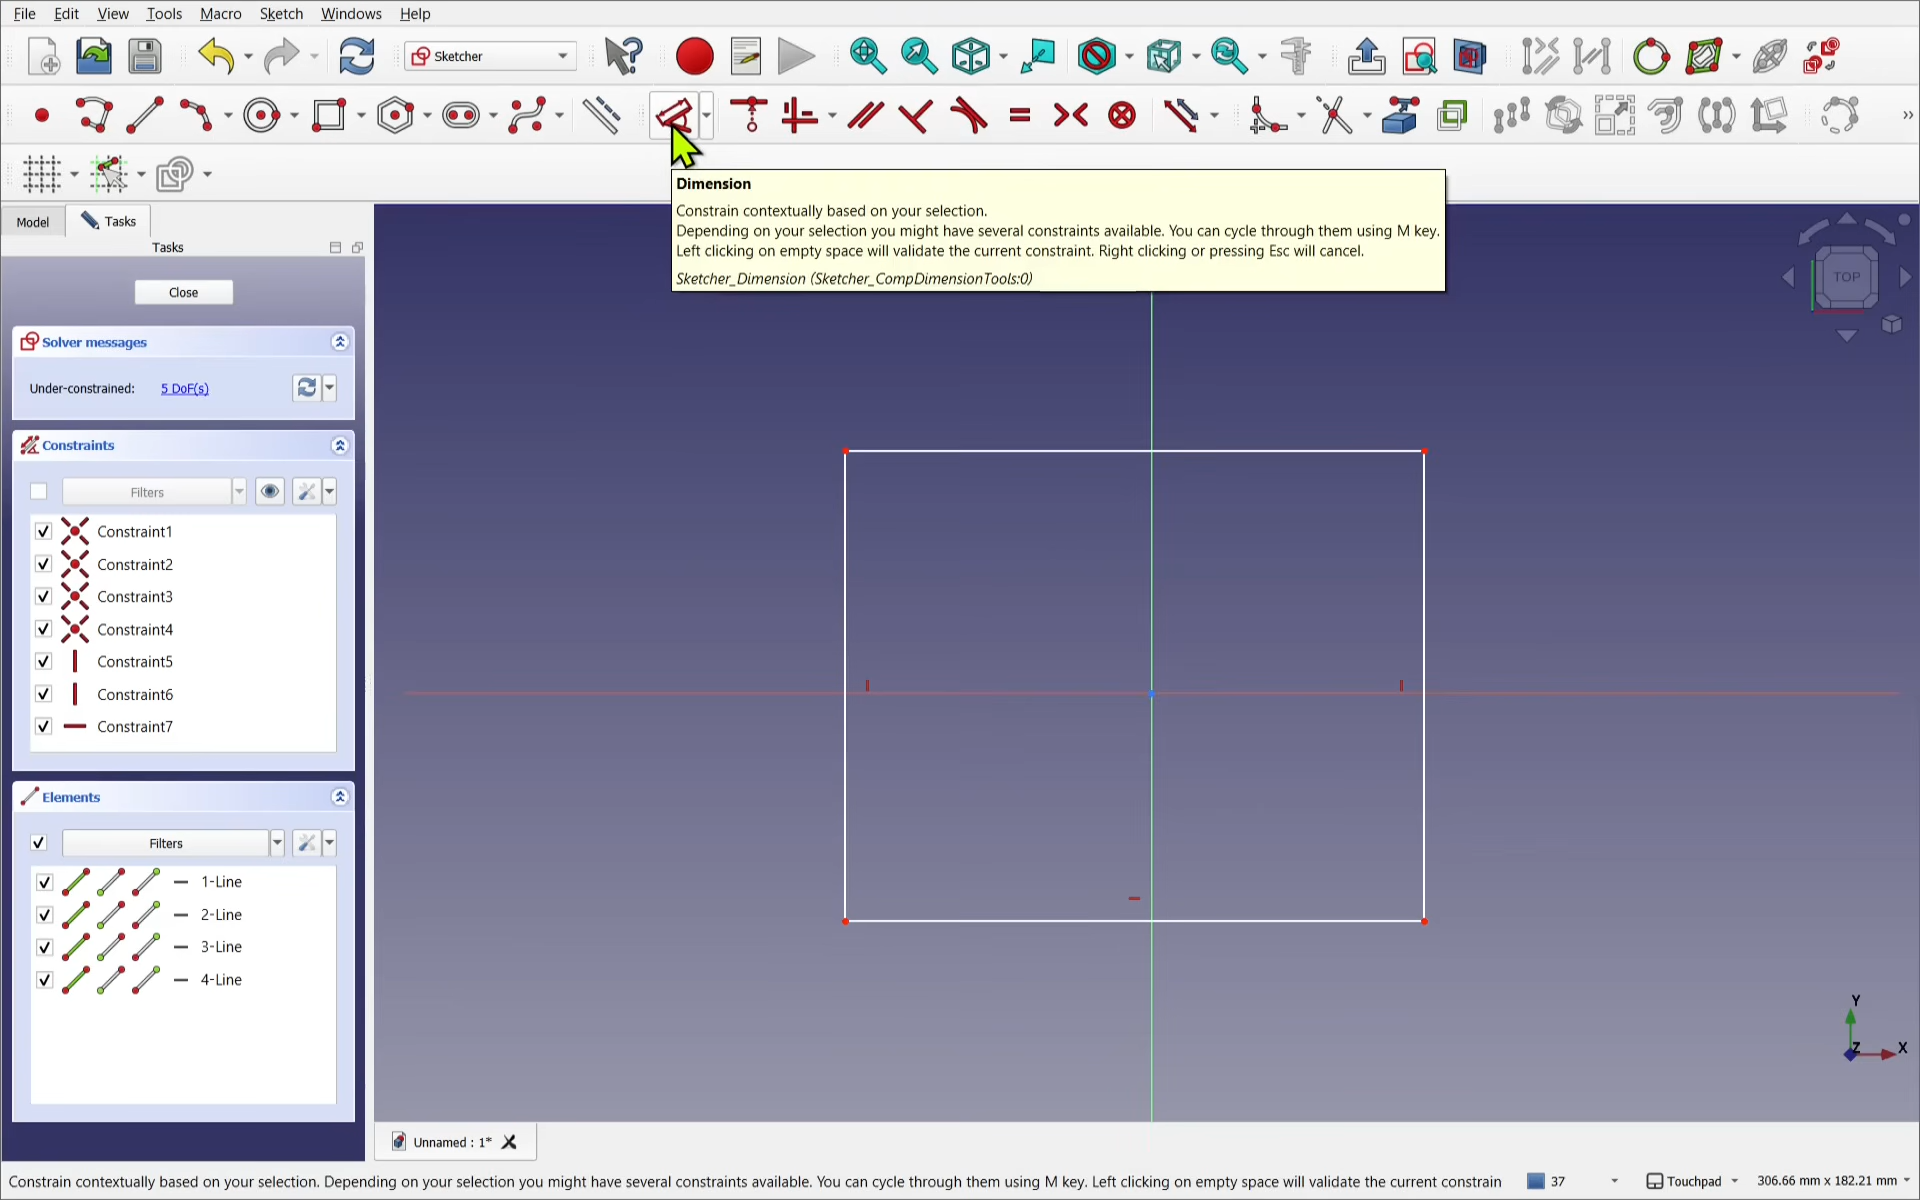 File Edit View Tools Macro Sketch Windows Help
Sketcher
Dimension
Constrain contextually based on your selection.
Depending on your selection you might have several constraints available. You can cycle through them using M key.
Left clicking on empty space will validate the current constraint. Right clicking or pressing Esc will cancel.
Sketcher_Dimension (Sketcher_CompDimensionTools:0)
Model Tasks
Tasks
Close
Solver messages
Under-constrained: 5 DoF(s)
Constraints
Filters
Constraint1
Constraint2
Constraint3
Constraint4
Constraint5
Constraint6
Constraint7
Elements
Filters
1-Line
2-Line
3-Line
4-Line
TOP
Y
Z X
Unnamed : 1*
Constrain contextually based on your selection. Depending on your selection you might have several constraints available. You can cycle through them using M key. Left clicking on empty space will validate the current constrain 37 Touchpad 306.66 mm x 182.21 mm